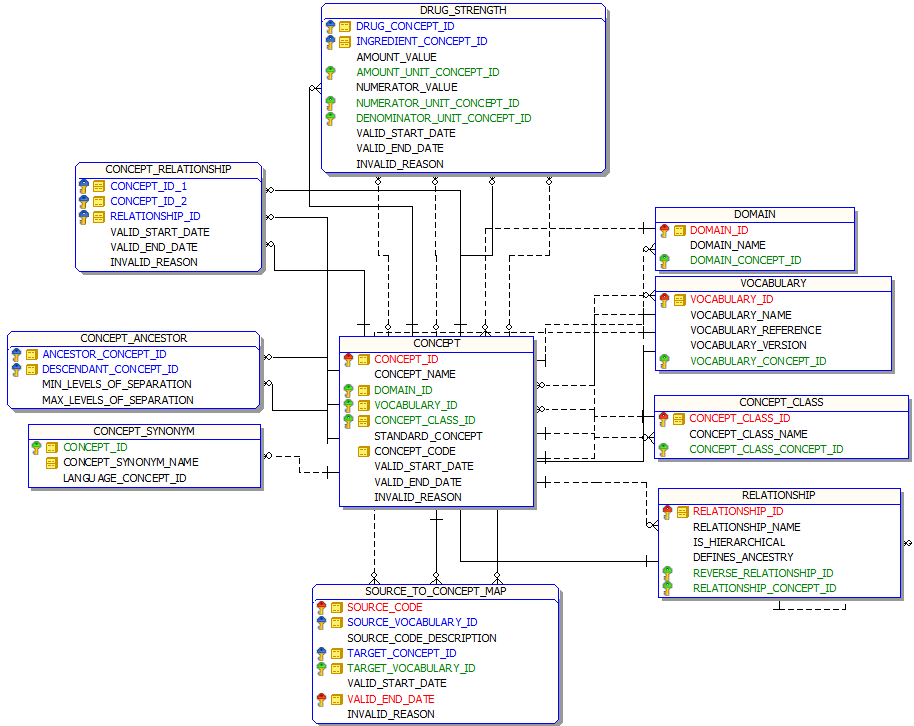 DRUG_STRENGTH
DRUG_CONCEPT_ID
INGREDIENT_CONCEPT_ID
AMOUNT_VALUE
AMOUNT_UNIT_CONCEPT_ID
NUMERATOR_VALUE
NUMERATOR_UNIT_CONCEPT_ID
DENOMINATOR_UNIT_CONCEPT_ID
VALID_START_DATE
VALID_END_DATE
INVALID_REASON
CONCEPT_RELATIONSHIP
CONCEPT_ID_1
CONCEPT_ID_2
RELATIONSHIP_ID
VALID_START_DATE
VALID_END_DATE
INVALID_REASON
DOMAIN
DOMAIN_ID
DOMAIN_NAME
DOMAIN_CONCEPT_ID
VOCABULARY
VOCABULARY_ID
VOCABULARY_NAME
VOCABULARY_REFERENCE
VOCABULARY_VERSION
VOCABULARY_CONCEPT_ID
CONCEPT_ANCESTOR
ANCESTOR_CONCEPT_ID
DESCENDANT_CONCEPT_ID
MIN_LEVELS_OF_SEPARATION
MAX_LEVELS_OF_SEPARATION
CONCEPT
CONCEPT_ID
CONCEPT_NAME
DOMAIN_ID
VOCABULARY_ID
CONCEPT_CLASS_ID
STANDARD_CONCEPT
CONCEPT_CODE
VALID_START_DATE
VALID_END_DATE
INVALID_REASON
CONCEPT_CLASS
CONCEPT_CLASS_ID
CONCEPT_CLASS_NAME
CONCEPT_CLASS_CONCEPT_ID
CONCEPT_SYNONYM
CONCEPT_ID
CONCEPT_SYNONYM_NAME
LANGUAGE_CONCEPT_ID
RELATIONSHIP
RELATIONSHIP_ID
RELATIONSHIP_NAME
IS_HIERARCHICAL
DEFINES_ANCESTRY
REVERSE_RELATIONSHIP_ID
RELATIONSHIP_CONCEPT_ID
SOURCE_TO_CONCEPT_MAP
SOURCE_CODE
SOURCE_VOCABULARY_ID
SOURCE_CODE_DESCRIPTION
TARGET_CONCEPT_ID
TARGET_VOCABULARY_ID
VALID_START_DATE
VALID_END_DATE
INVALID_REASON